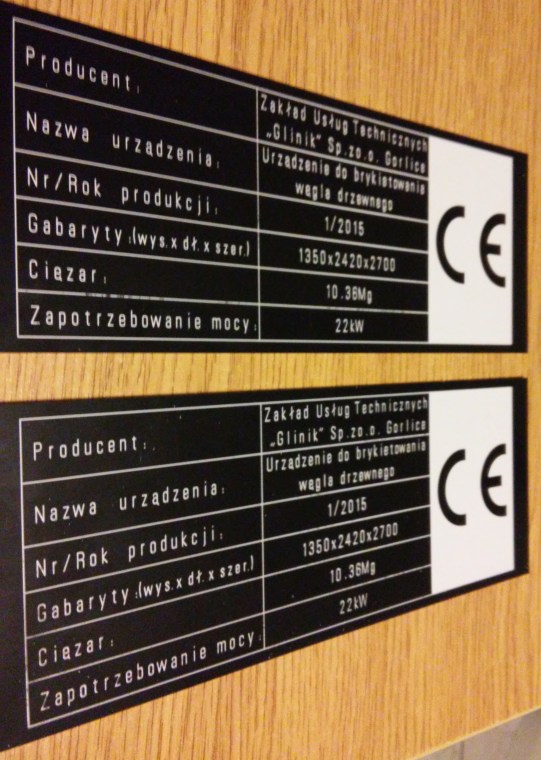 Producent:
Zakład Usług Technicznych
„Glinik" Sp.zo.o. Gorlice
Nazwa urządzenia:
Urządzenie do brykietowania
węgla drzewnego
Nr/Rok produkcji:
1/2015
Gabaryty:(wys.x dł.x szer.)
1350x2420x2700
Ciężar:
10.36Mg
Zapotrzebowanie mocy:
22kW
CE
Producent:
Zakład Usług Technicznych
„Glinik" Sp.zo.o. Gorlice
Nazwa urządzenia:
Urządzenie do brykietowania
węgla drzewnego
Nr/Rok produkcji:
1/2015
Gabaryty:(wys.x dł.x szer.)
1350x2420x2700
Ciężar:
10.36Mg
Zapotrzebowanie mocy:
22kW
CE